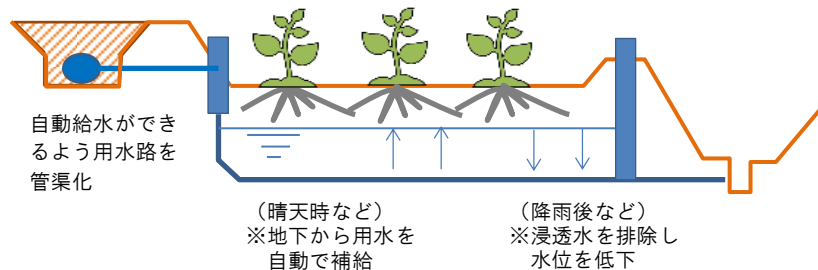 自動給水ができ
るよう用水路を
管渠化
（晴天時など）
※地下から用水を
自動で補給
（降雨後など）
※浸透水を排除し
水位を低下